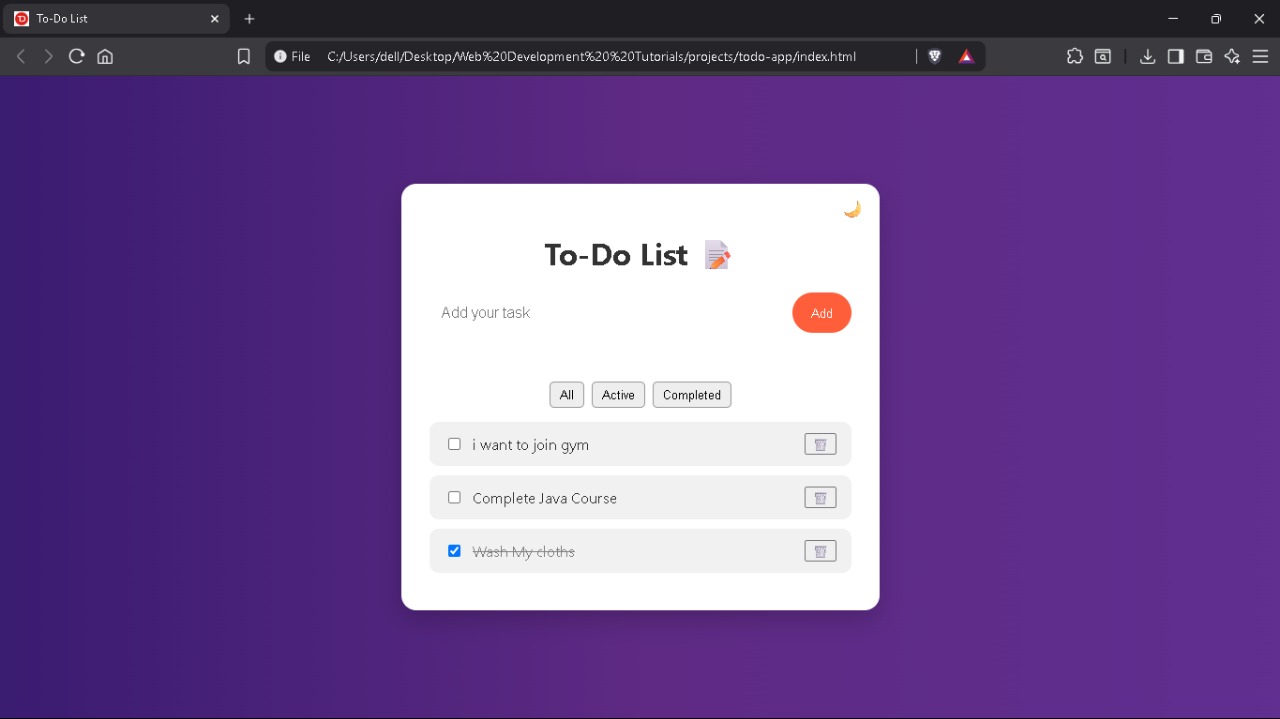 To-Do List
File C:/Users/dell/Desktop/Web%20Development%20%20Tutorials/projects/todo-app/index.html
To-Do List
Add your task Add
All Active Completed
i want to join gym
Complete Java Course
Wash My cloths